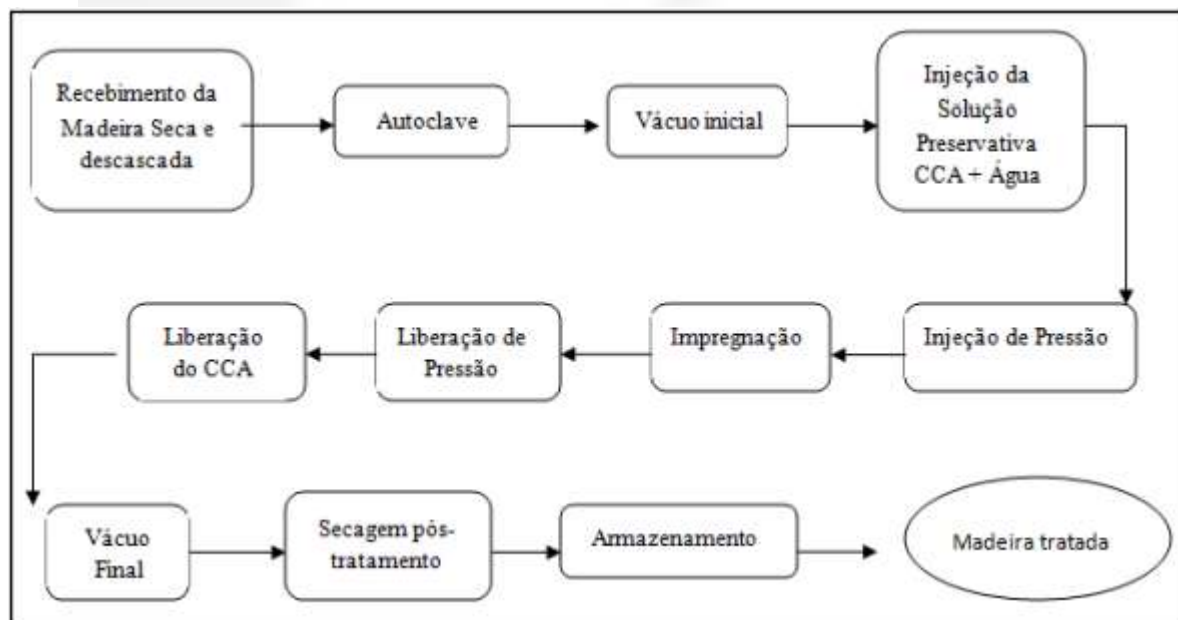 Recebimento da
Madeira Seca e
descascada
Autoclave
Vácuo inicial
Injeção da
Solução
Preservativa
CCA + Água
Injeção de Pressão
Impregnação
Liberação de
Pressão
Liberação
do CCA
Vácuo
Final
Secagem pós-
tratamento
Armazenamento
Madeira tratada